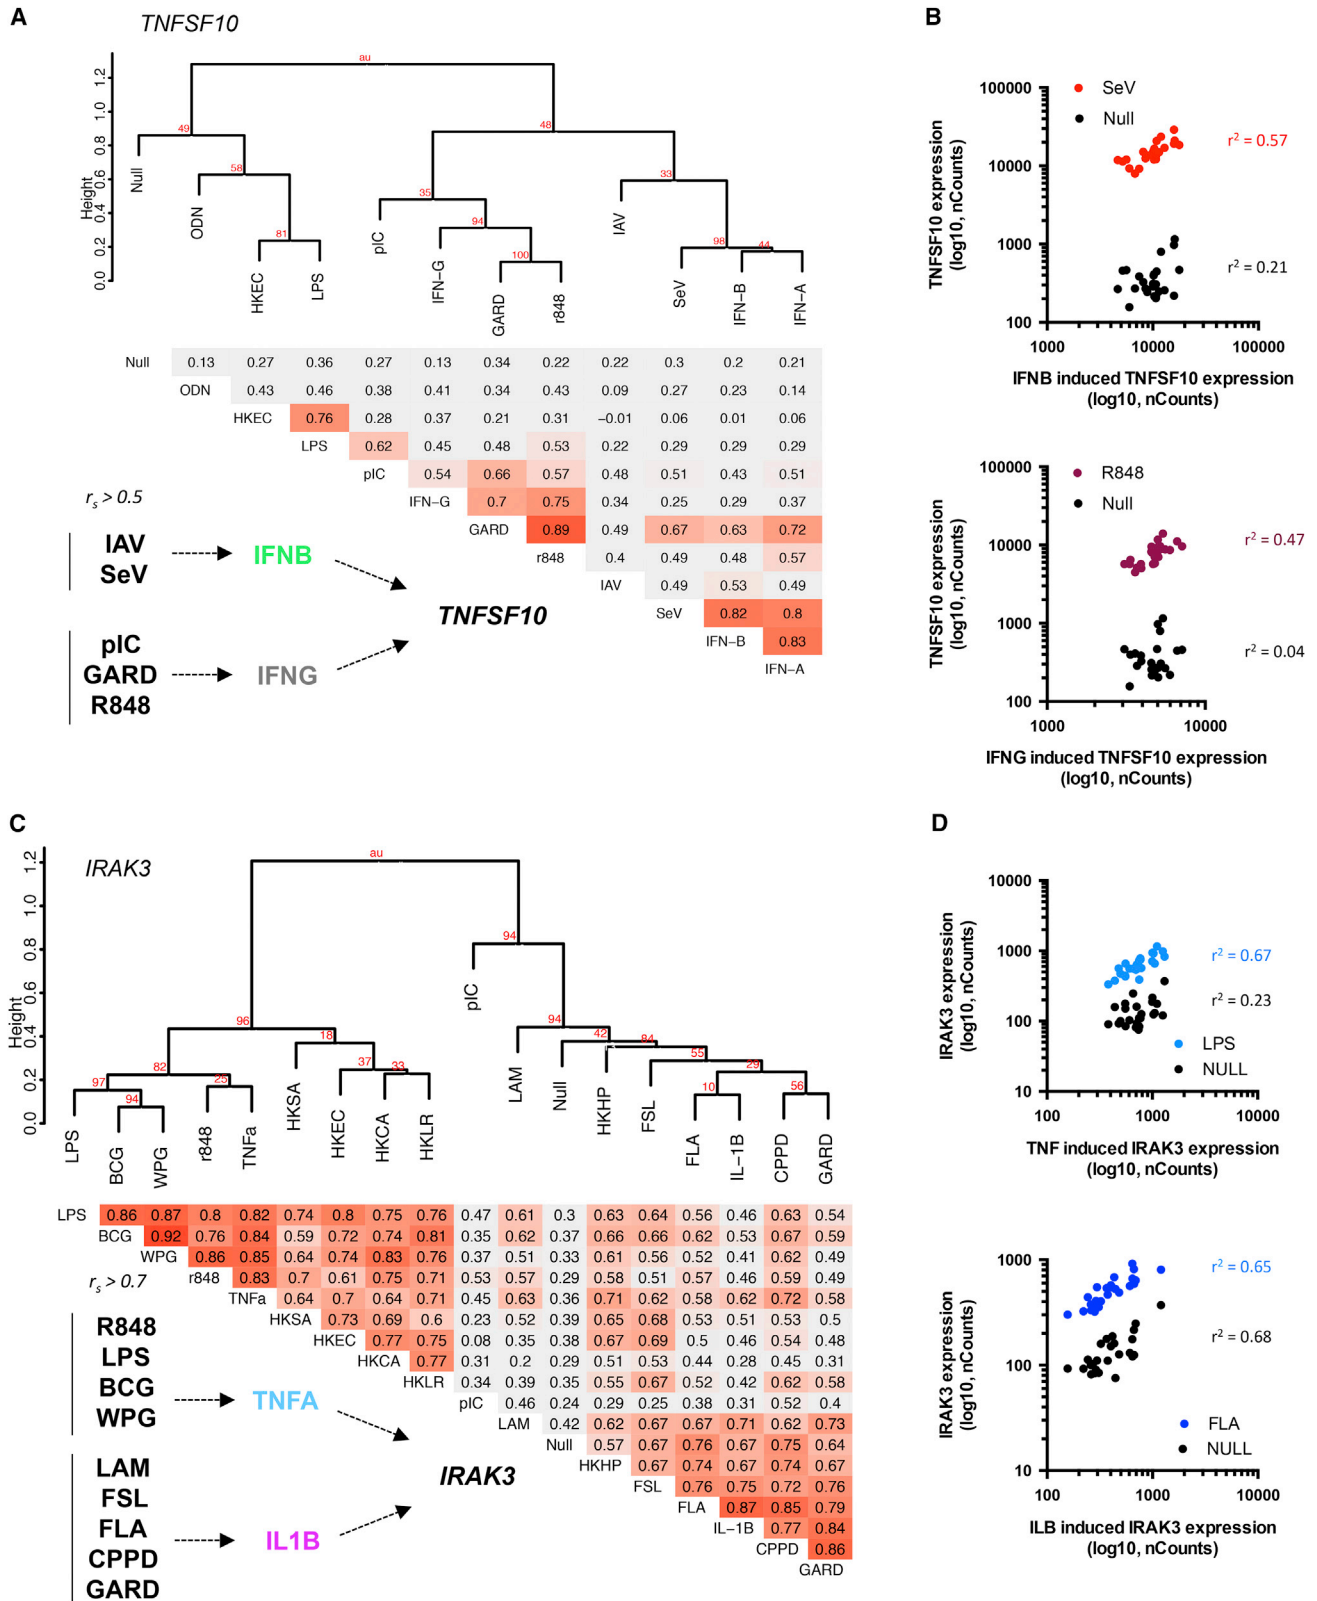 A
TNFSF10
Height
0.0 0.2 0.4 0.6 0.8 1.0 1.2
au
49
48
58
33
35
94
81
98
44
100
Null
ODN
HKEC
LPS
pIC
IFN−G
GARD
r848
IAV
SeV
IFN−B
IFN−A
Null 0.13 0.27 0.36 0.27 0.13 0.34 0.22 0.22 0.3 0.2 0.21
ODN 0.43 0.46 0.38 0.41 0.34 0.43 0.09 0.27 0.23 0.14
HKEC 0.76 0.28 0.37 0.21 0.31 −0.01 0.06 0.01 0.06
LPS 0.62 0.45 0.48 0.53 0.22 0.29 0.29 0.29
pIC 0.54 0.66 0.57 0.48 0.51 0.43 0.51
IFN−G 0.7 0.75 0.34 0.25 0.29 0.37
GARD 0.89 0.49 0.67 0.63 0.72
r848 0.4 0.49 0.48 0.57
IAV 0.49 0.53 0.49
SeV 0.82 0.8
IFN−B 0.83
IFN−A
rs > 0.5
IAV
SeV
IFNB
pIC
GARD
R848
IFNG
TNFSF10
B
TNFSF10 expression
(log10, nCounts)
100000
10000
1000
100
SeV
Null
r² = 0.57
r² = 0.21
1000 10000 100000
IFNB induced TNFSF10 expression
(log10, nCounts)
TNFSF10 expression
(log10, nCounts)
100000
10000
1000
100
R848
Null
r² = 0.47
r² = 0.04
1000 10000
IFNG induced TNFSF10 expression
(log10, nCounts)
C
IRAK3
Height
0.0 0.2 0.4 0.6 0.8 1.0 1.2
au
94
96
94
18
42
84
82
37
33
55
97
25
29
94
10
56
LPS
BCG
WPG
r848
TNFa
HKSA
HKEC
HKCA
HKLR
pIC
LAM
Null
HKHP
FSL
FLA
IL−1B
CPPD
GARD
LPS 0.86 0.87 0.8 0.82 0.74 0.8 0.75 0.76 0.47 0.61 0.3 0.63 0.64 0.56 0.46 0.63 0.54
BCG 0.92 0.76 0.84 0.59 0.72 0.74 0.81 0.35 0.62 0.37 0.66 0.66 0.62 0.53 0.67 0.59
WPG 0.86 0.85 0.64 0.74 0.83 0.76 0.37 0.51 0.33 0.61 0.56 0.52 0.41 0.62 0.49
r848 0.83 0.7 0.61 0.75 0.71 0.53 0.57 0.29 0.58 0.51 0.57 0.46 0.59 0.49
TNFa 0.64 0.7 0.64 0.71 0.45 0.63 0.36 0.71 0.62 0.58 0.62 0.72 0.58
HKSA 0.73 0.69 0.6 0.23 0.52 0.39 0.65 0.68 0.53 0.51 0.53 0.5
HKEC 0.77 0.75 0.08 0.35 0.38 0.67 0.69 0.5 0.46 0.54 0.48
HKCA 0.77 0.31 0.2 0.29 0.51 0.53 0.44 0.28 0.45 0.31
HKLR 0.34 0.39 0.35 0.55 0.67 0.52 0.42 0.62 0.58
pIC 0.46 0.24 0.29 0.25 0.38 0.31 0.52 0.4
LAM 0.42 0.62 0.67 0.67 0.71 0.62 0.73
Null 0.57 0.67 0.76 0.67 0.75 0.64
HKHP 0.67 0.74 0.67 0.74 0.67
FSL 0.76 0.75 0.72 0.76
FLA 0.87 0.85 0.79
IL−1B 0.77 0.84
CPPD 0.86
GARD
rs > 0.7
R848
LPS
BCG
WPG
TNFA
LAM
FSL
FLA
CPPD
GARD
IL1B
IRAK3
D
IRAK3 expression
(log10, nCounts)
10000
1000
100
10
r² = 0.67
r² = 0.23
LPS
NULL
100 1000 10000
TNF induced IRAK3 expression
(log10, nCounts)
IRAK3 expression
(log10, nCounts)
1000
100
10
r² = 0.65
r² = 0.68
FLA
NULL
100 1000 10000
ILB induced IRAK3 expression
(log10, nCounts)